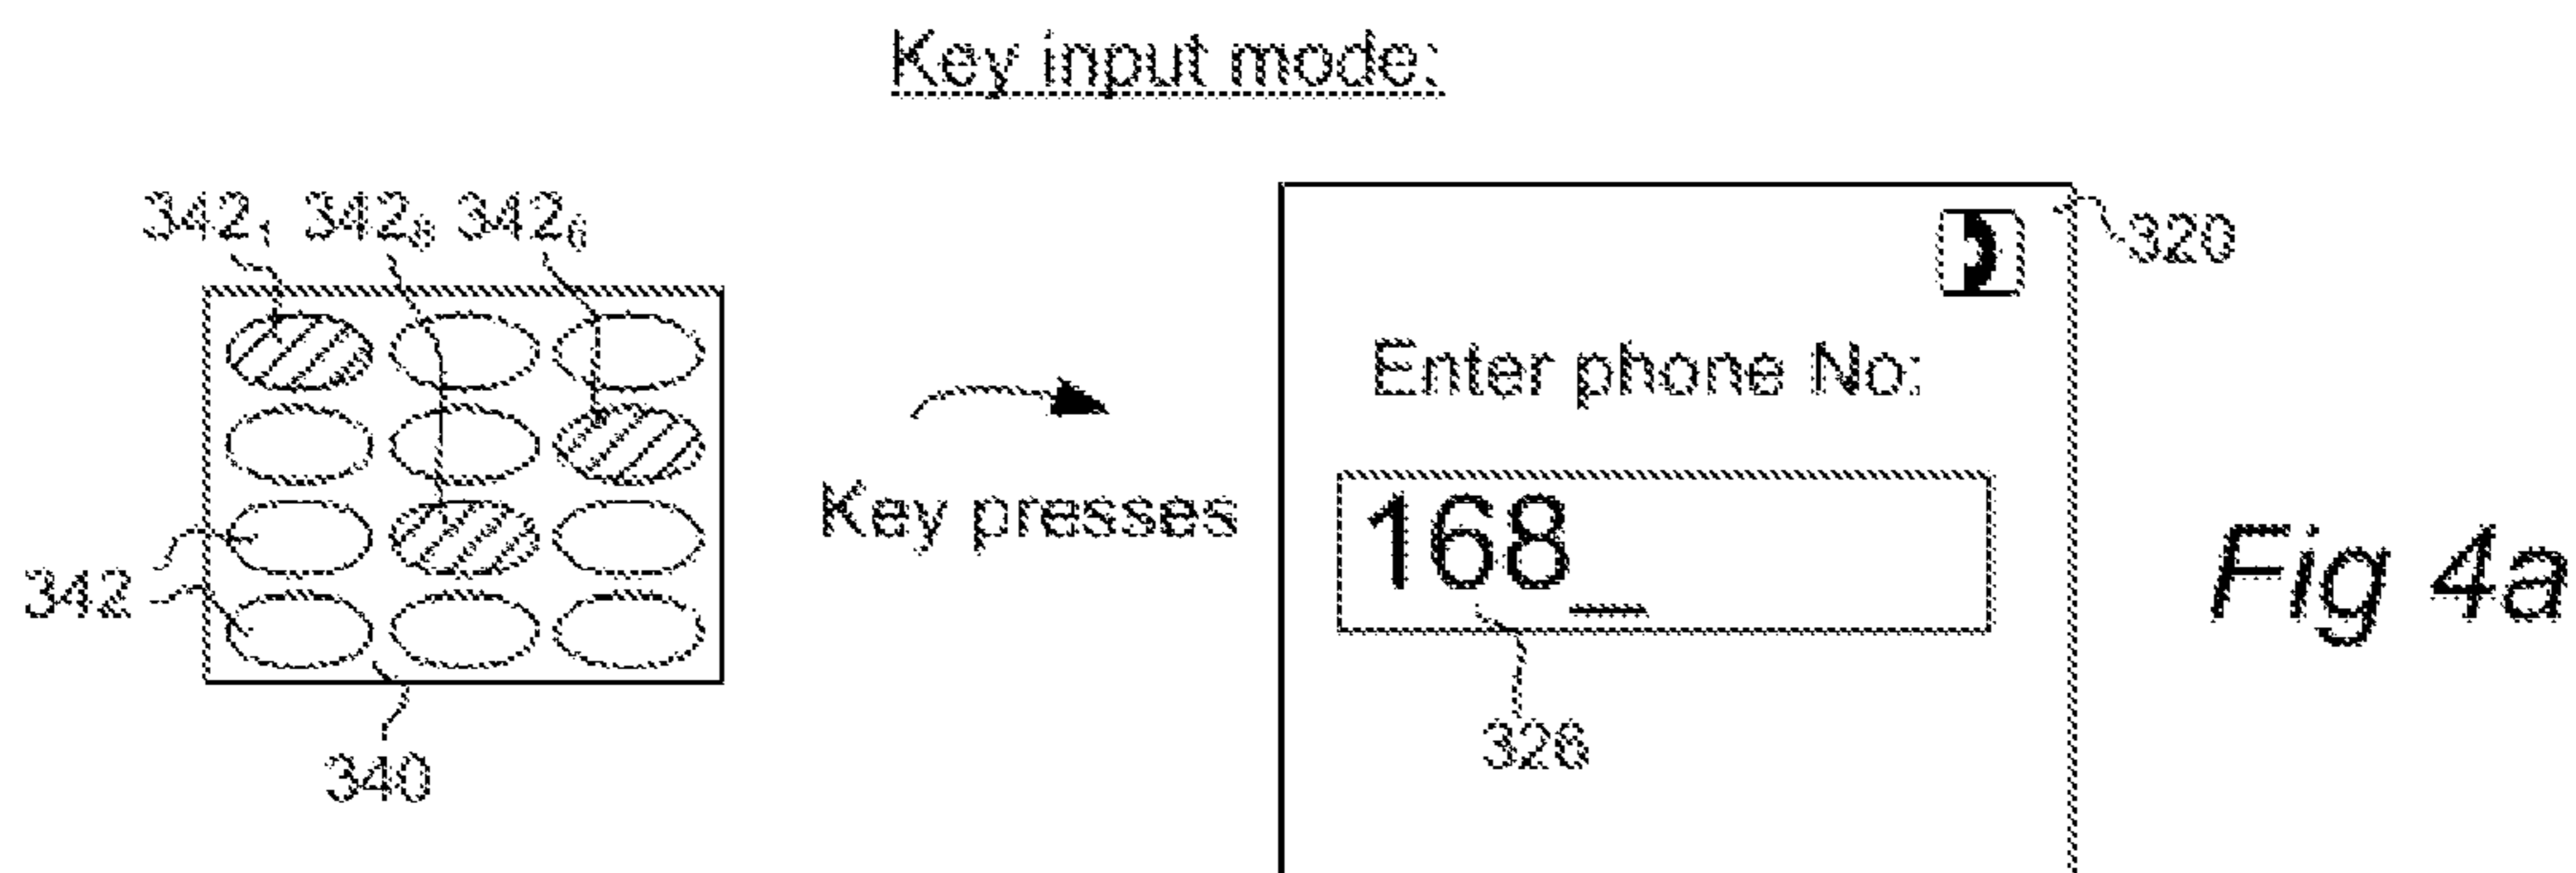 Key input mode:
342₁ 342₈ 342₆
320
Enter phone No:
Key presses
168_
342
326
340
Fig 4a